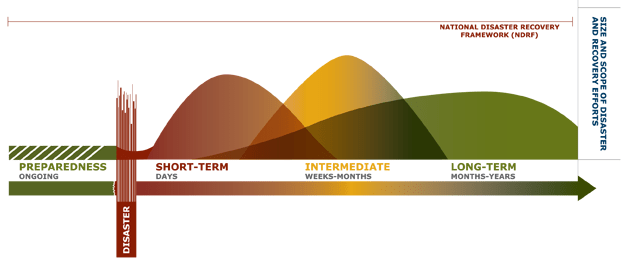 NATIONAL DISASTER RECOVERY
FRAMEWORK (NDRF)
SIZE AND SCOPE OF DISASTER
AND RECOVERY EFFORTS
PREPAREDNESS
ONGOING
SHORT-TERM
DAYS
INTERMEDIATE
WEEKS-MONTHS
LONG-TERM
MONTHS-YEARS
DISASTER